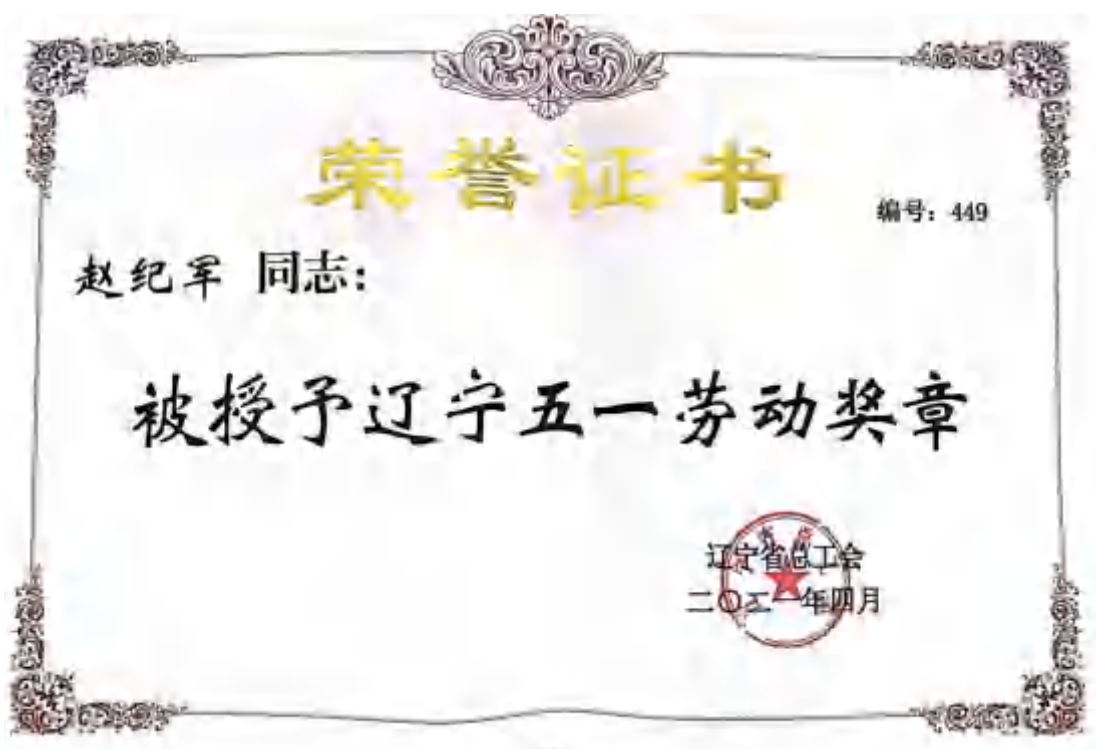 荣誉证书
编号：449
赵纪军 同志：
被授予辽宁五一劳动奖章
辽宁省总工会
二〇二一年四月